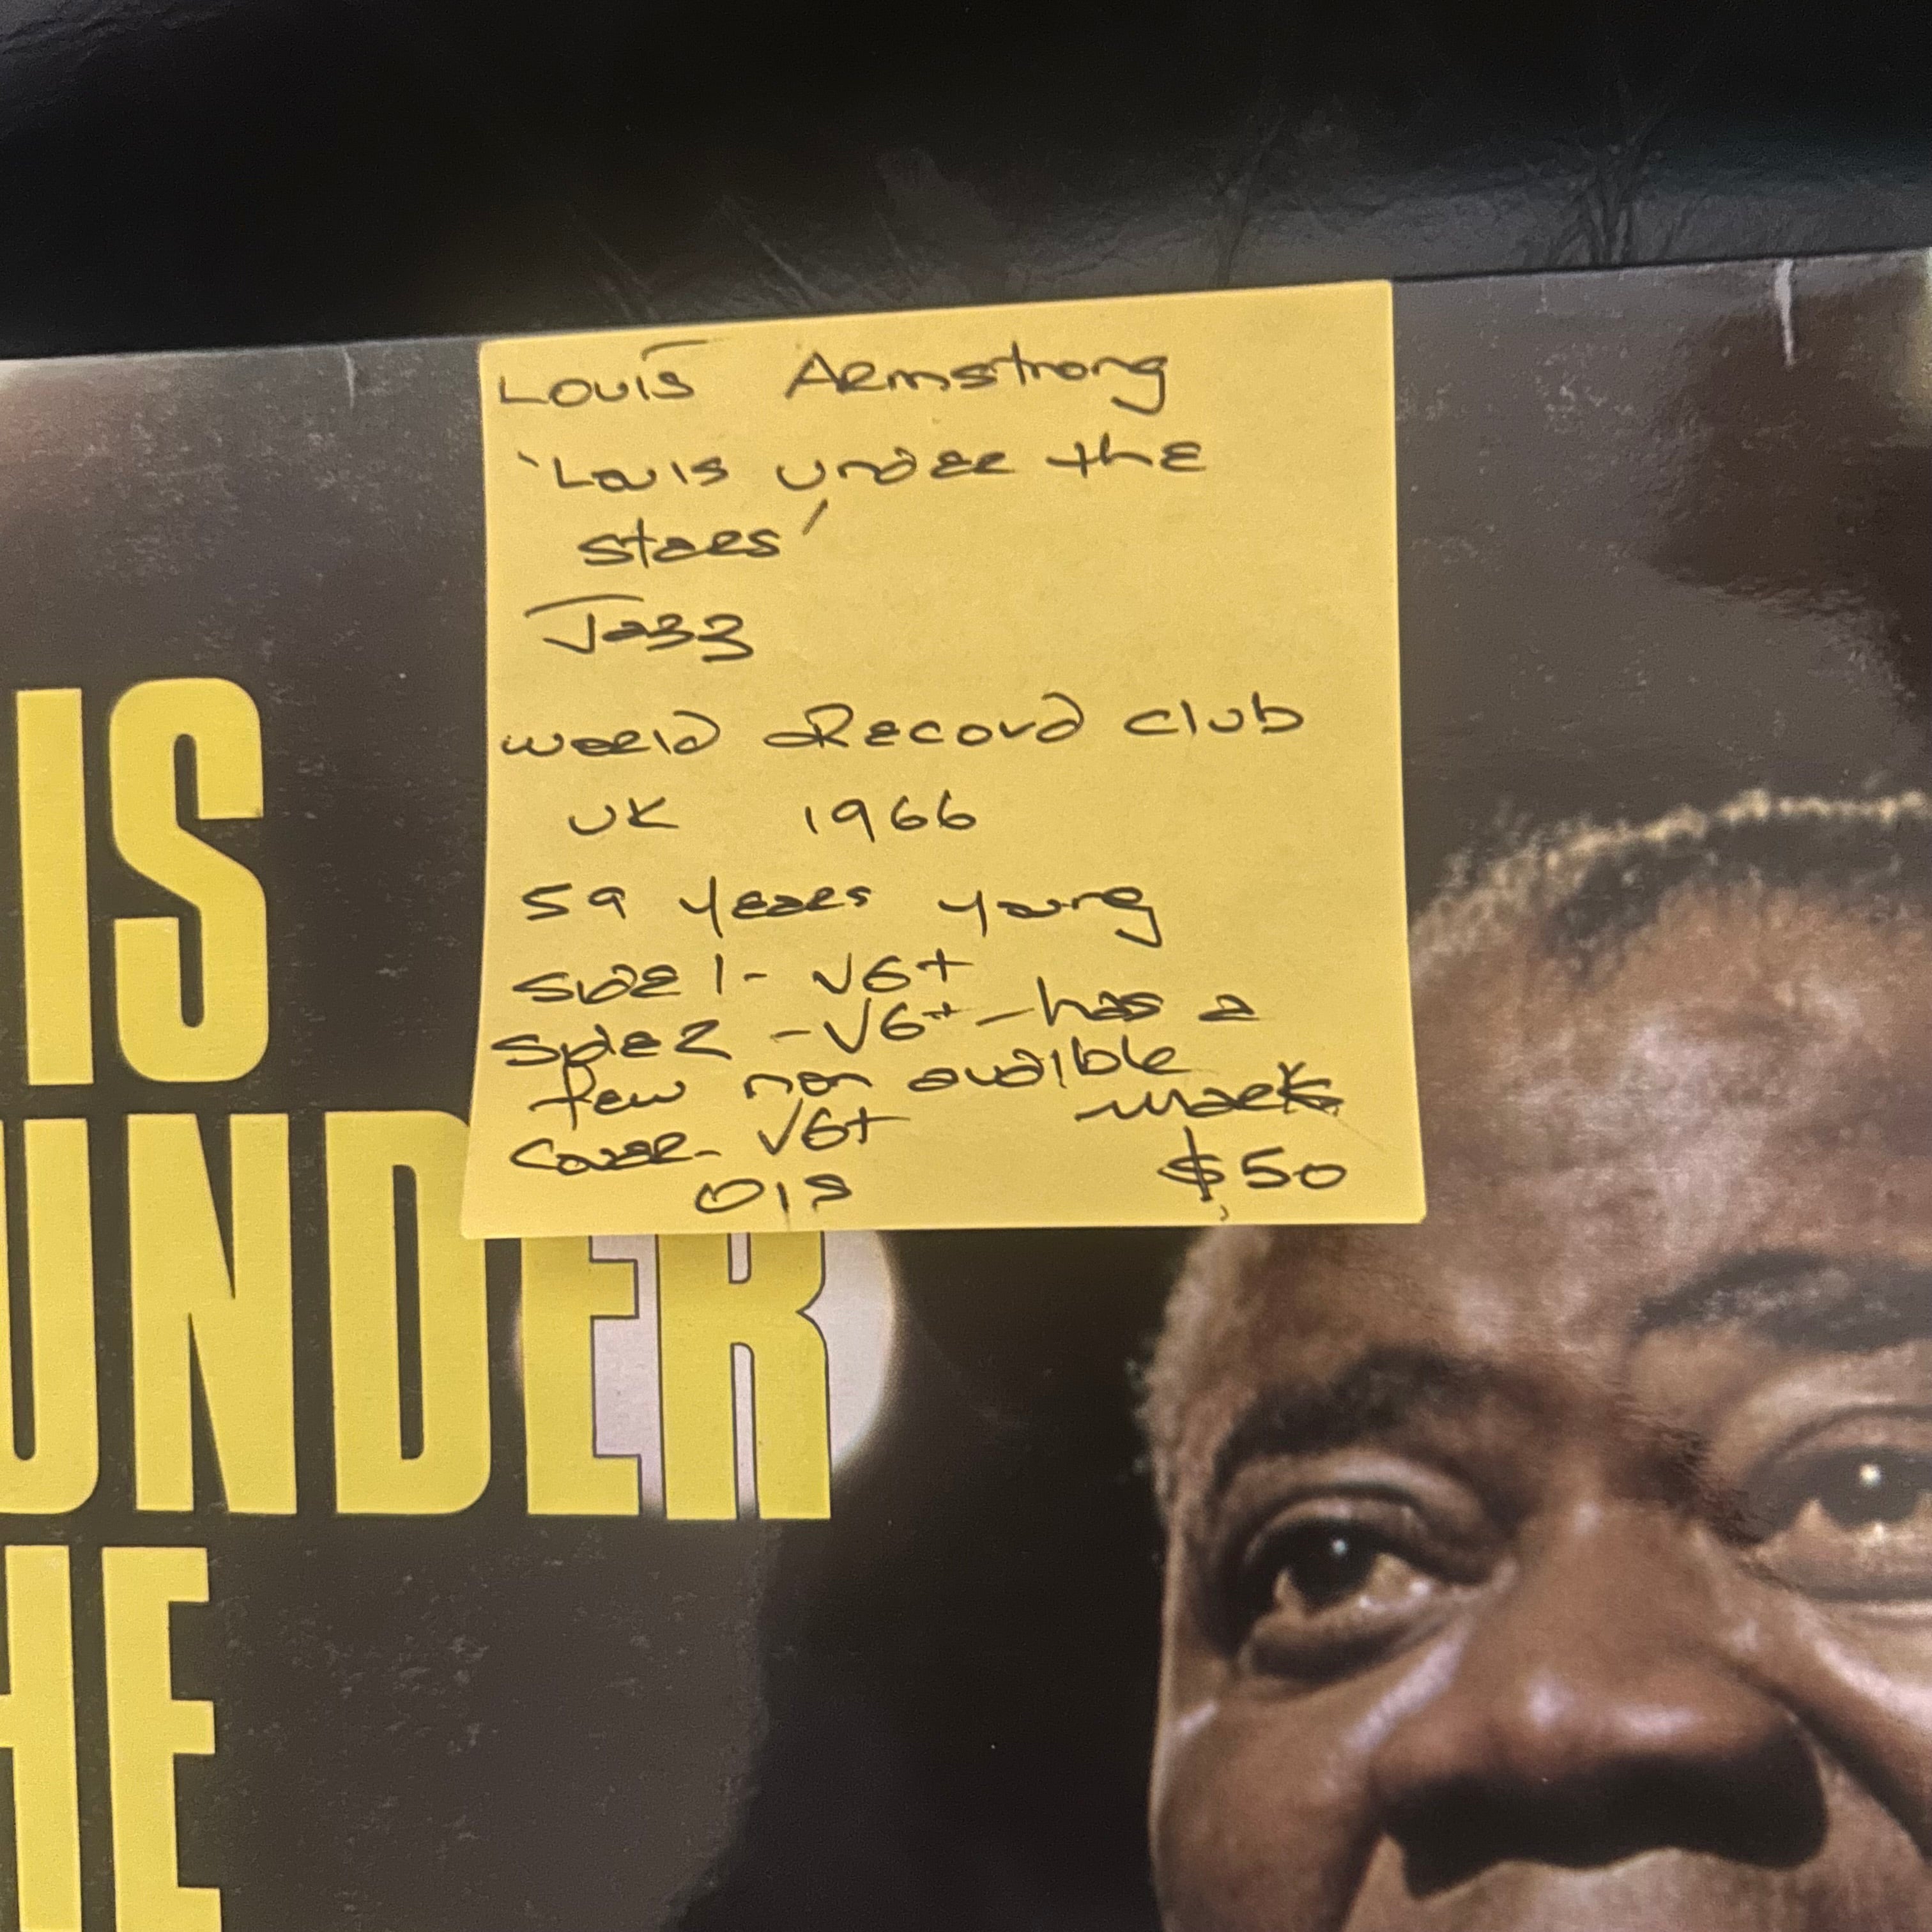 Louis Armstrong
'Louis under the
stars'
Jazz
World Record Club
UK 1966
59 years young
Side 1 - VG+
Side 2 - VG+ - has a
few non audible
marks
Cover - VG+
OIS $50
IS
UNDER
HE